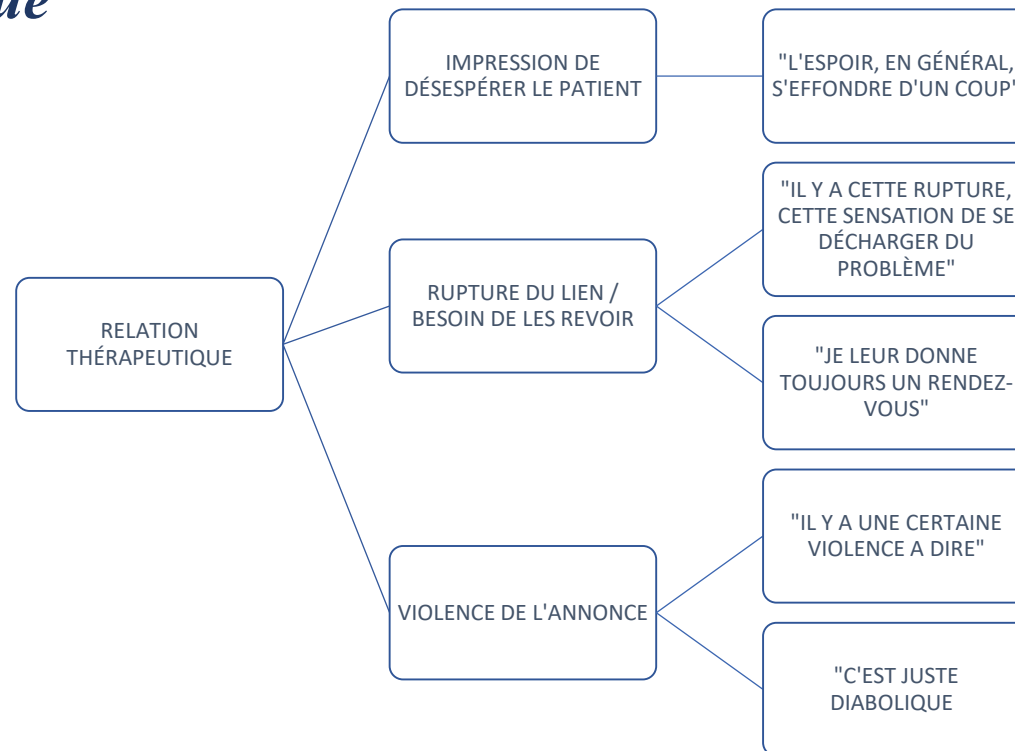 ue
IMPRESSION DE
DÉSESPÉRER LE PATIENT
"L'ESPOIR, EN GÉNÉRAL,
S'EFFONDRE D'UN COUP"
"IL Y A CETTE RUPTURE,
CETTE SENSATION DE SE
DÉCHARGER DU
PROBLÈME"
RUPTURE DU LIEN /
BESOIN DE LES REVOIR
RELATION
THÉRAPEUTIQUE
"JE LEUR DONNE
TOUJOURS UN RENDEZ-
VOUS"
"IL Y A UNE CERTAINE
VIOLENCE A DIRE"
VIOLENCE DE L'ANNONCE
"C'EST JUSTE
DIABOLIQUE